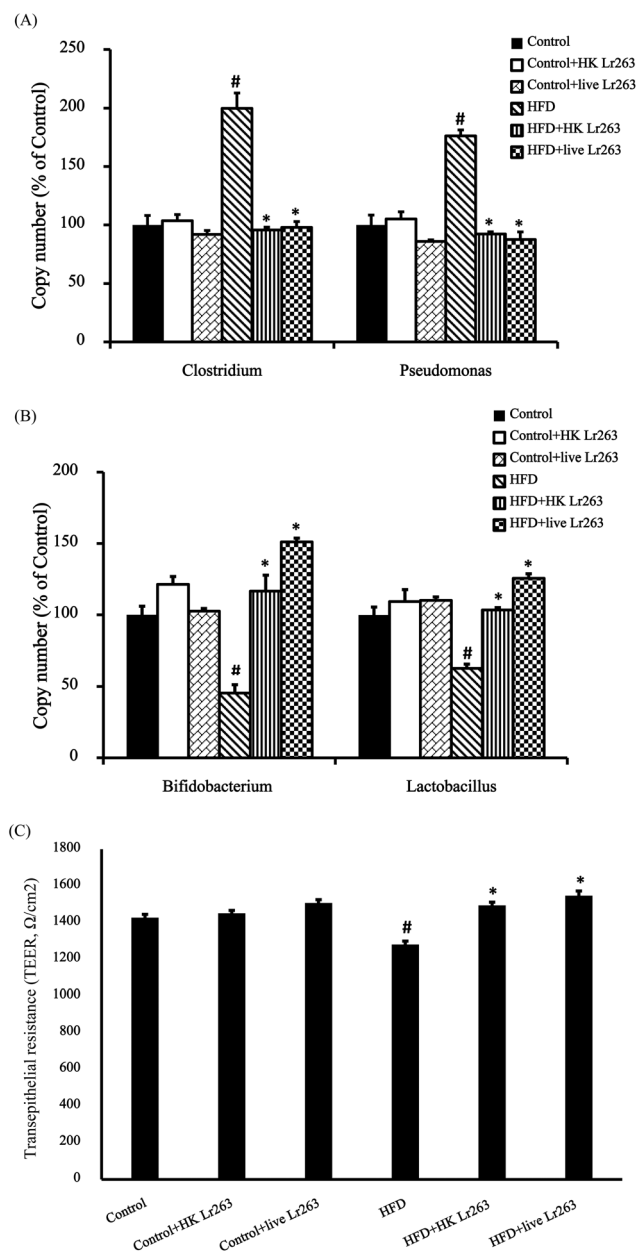 (A)
Copy number (% of Control)
250
200
150
100
50
0
#
*
*
#
*
*
Clostridium
Pseudomonas
Control
Control+HK Lr263
Control+live Lr263
HFD
HFD+HK Lr263
HFD+live Lr263
(B)
Copy number (% of Control)
200
150
100
50
0
#
*
*
#
*
*
Bifidobacterium
Lactobacillus
Control
Control+HK Lr263
Control+live Lr263
HFD
HFD+HK Lr263
HFD+live Lr263
(C)
Transepithelial resistance (TEER, Ω/cm2)
1800
1600
1400
1200
1000
800
600
400
200
0
#
*
*
Control
Control+HK Lr263
Control+live Lr263
HFD
HFD+HK Lr263
HFD+live Lr263